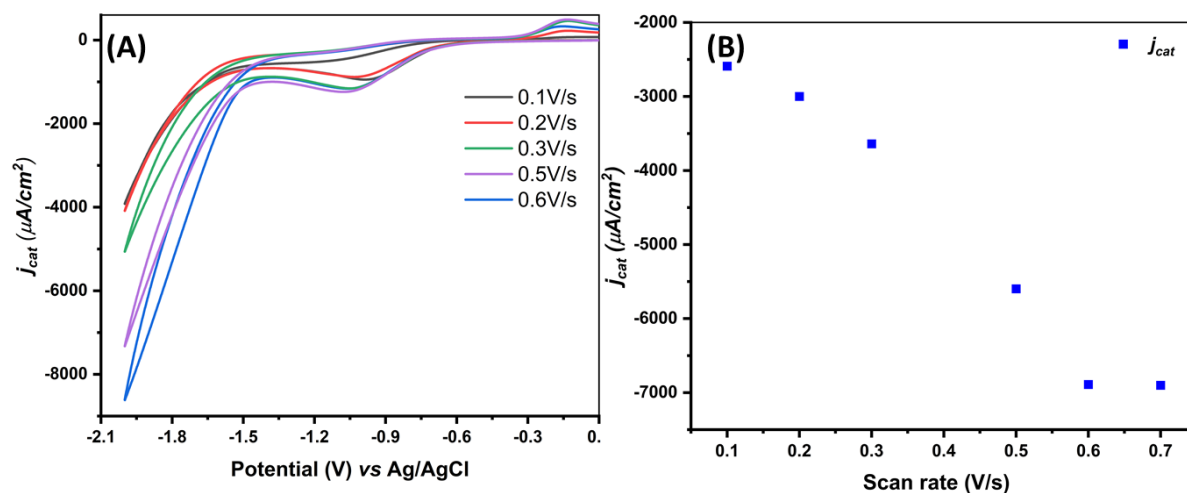 (A)
0
-2000
-4000
-6000
-8000
j_cat (μA/cm²)
0.1V/s
0.2V/s
0.3V/s
0.5V/s
0.6V/s
-2.1 -1.8 -1.5 -1.2 -0.9 -0.6 -0.3 0.
Potential (V) vs Ag/AgCl
(B)
j_cat
-2000
-3000
-4000
-5000
-6000
-7000
j_cat (μA/cm²)
0.1 0.2 0.3 0.4 0.5 0.6 0.7
Scan rate (V/s)